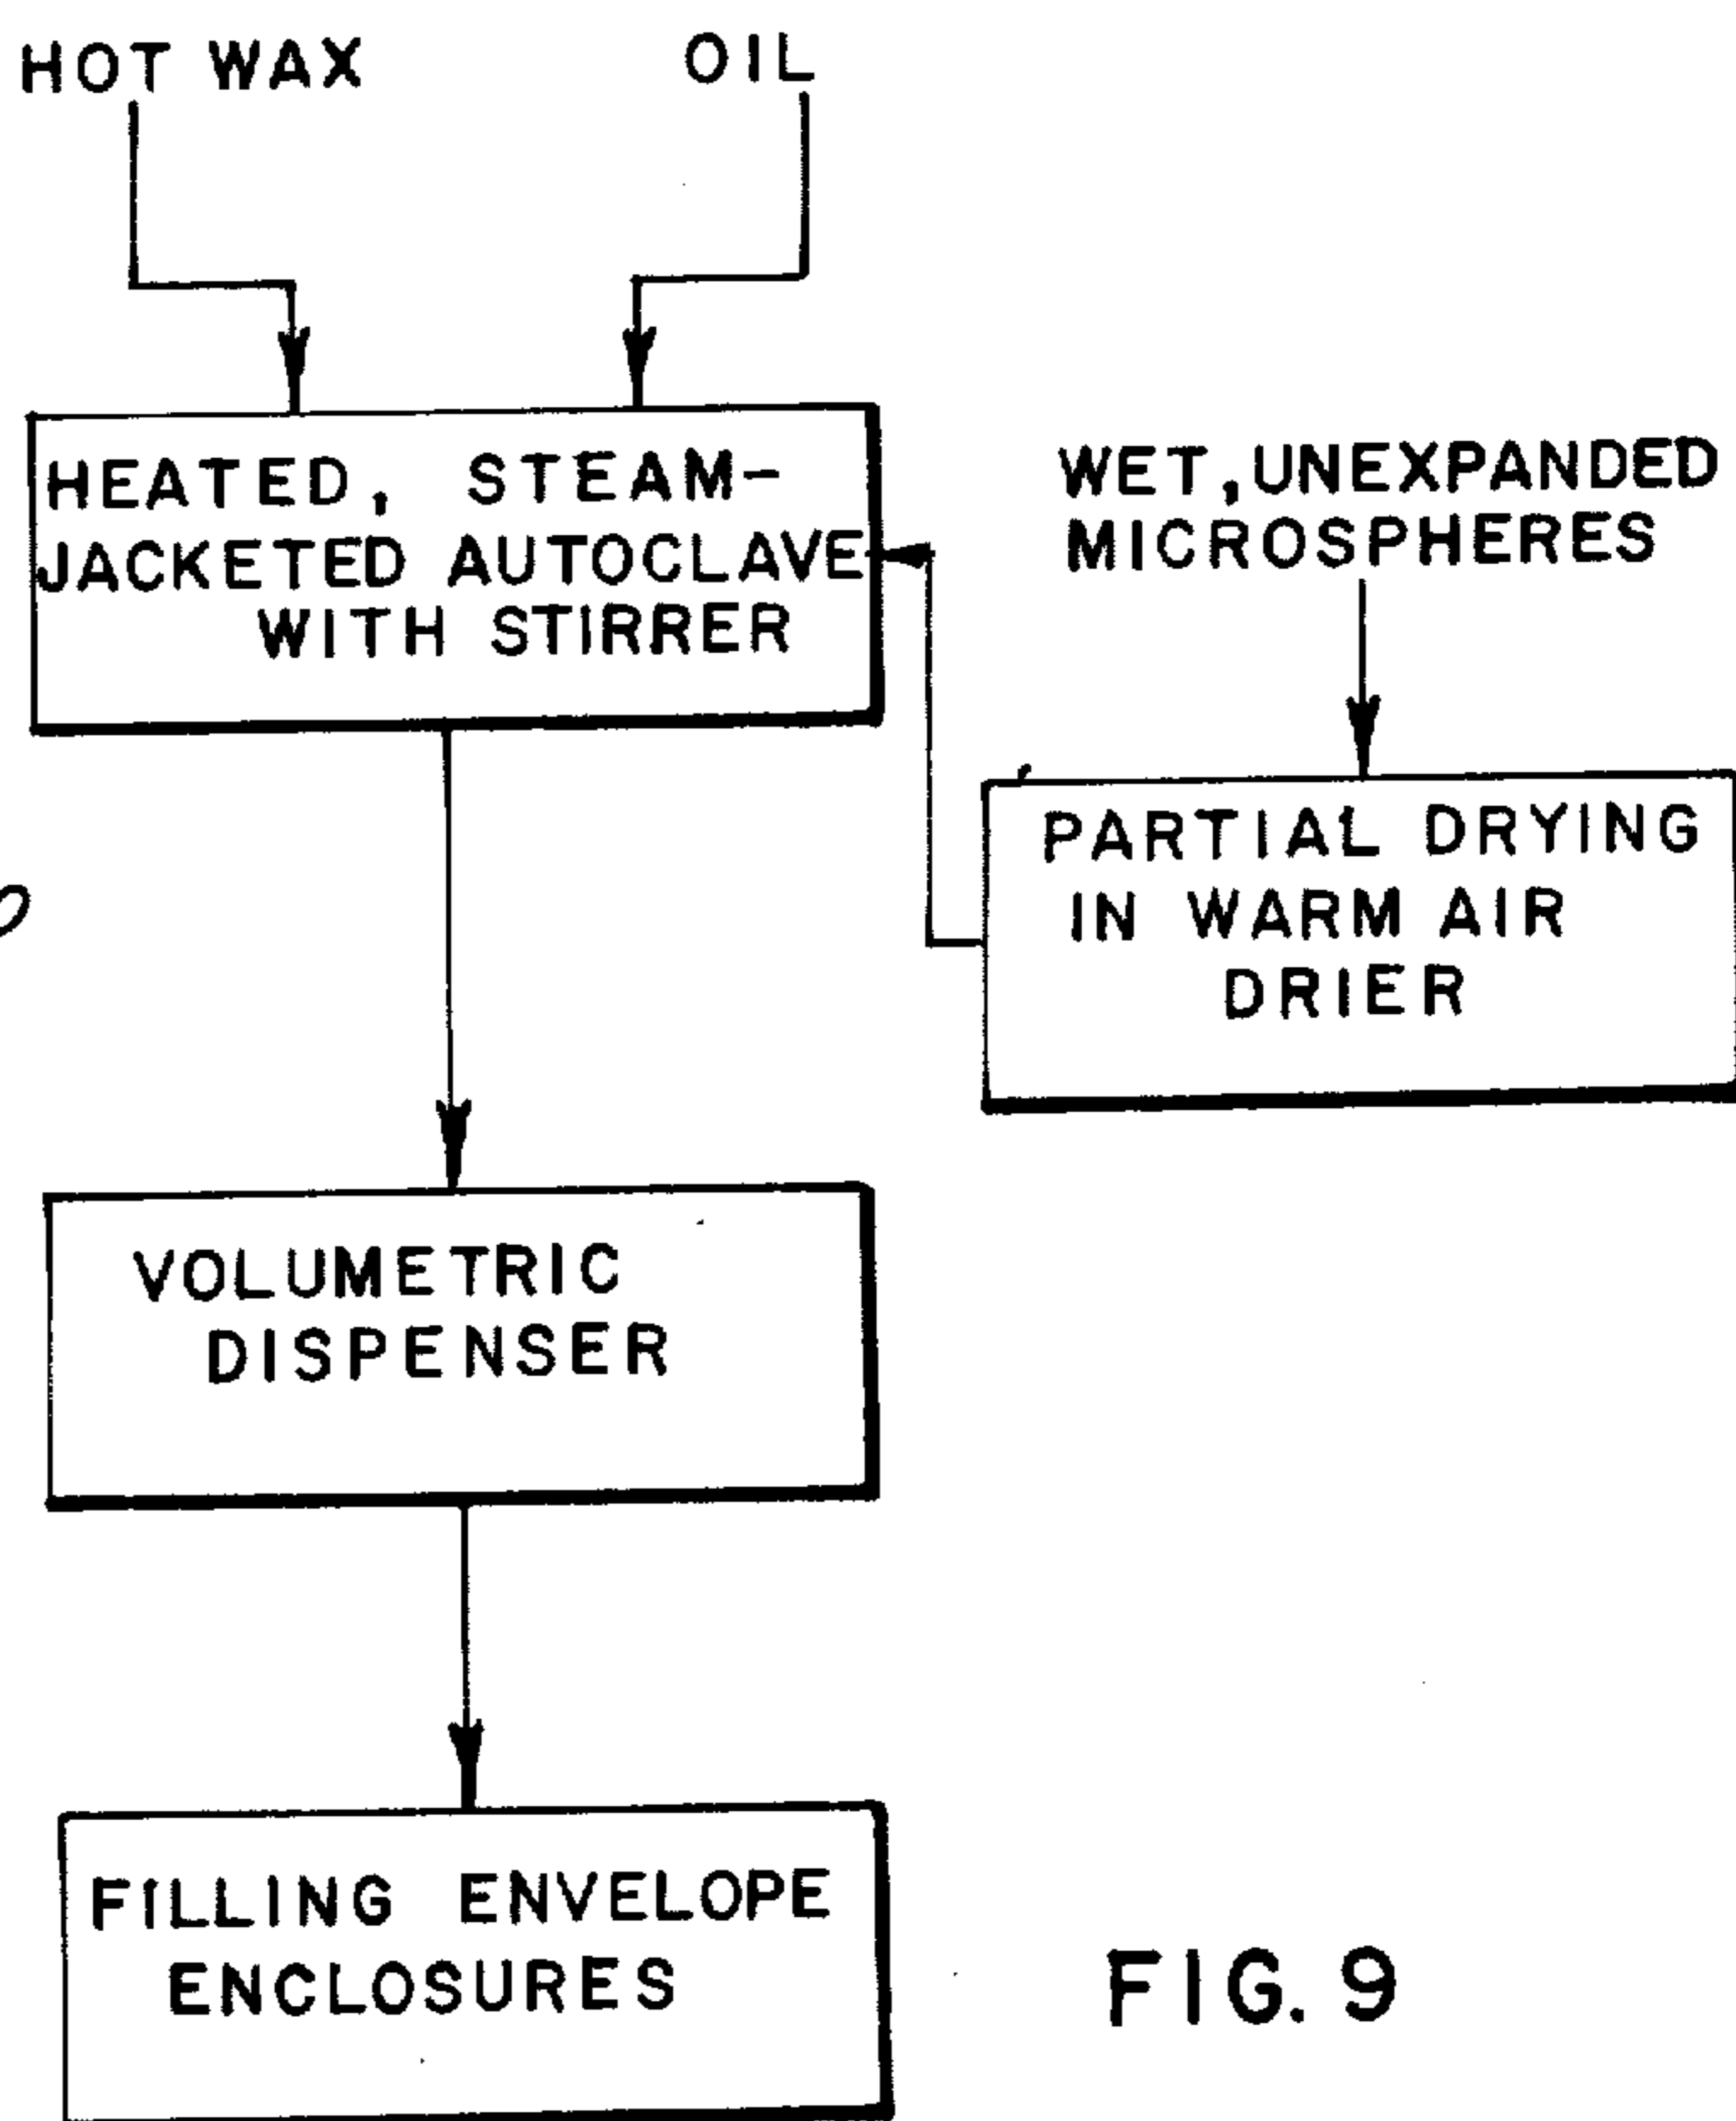 HOT WAX
OIL
HEATED, STEAM-
JACKETED AUTOCLAVE
WITH STIRRER
WET, UNEXPANDED
MICROSPHERES
PARTIAL DRYING
IN WARM AIR
DRIER
VOLUMETRIC
DISPENSER
FILLING ENVELOPE
ENCLOSURES
FIG. 9